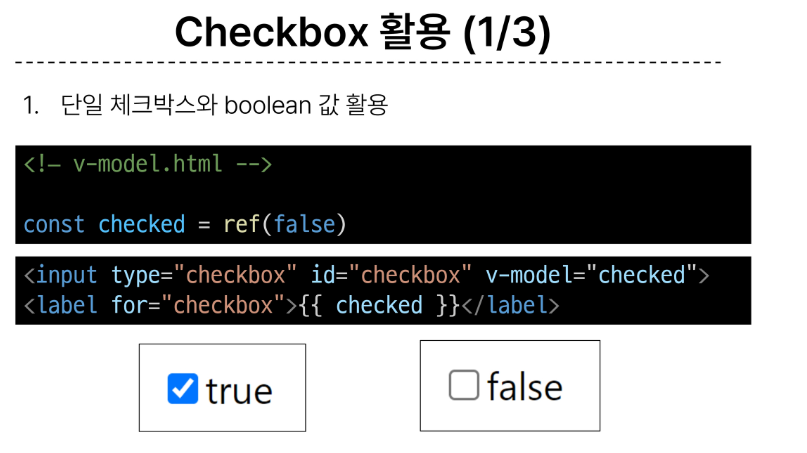 Checkbox 활용 (1/3)
1. 단일 체크박스와 boolean 값 활용
<!— v-model.html -->
const checked = ref(false)
<input type="checkbox" id="checkbox" v-model="checked">
<label for="checkbox">{{ checked }}</label>
true
false